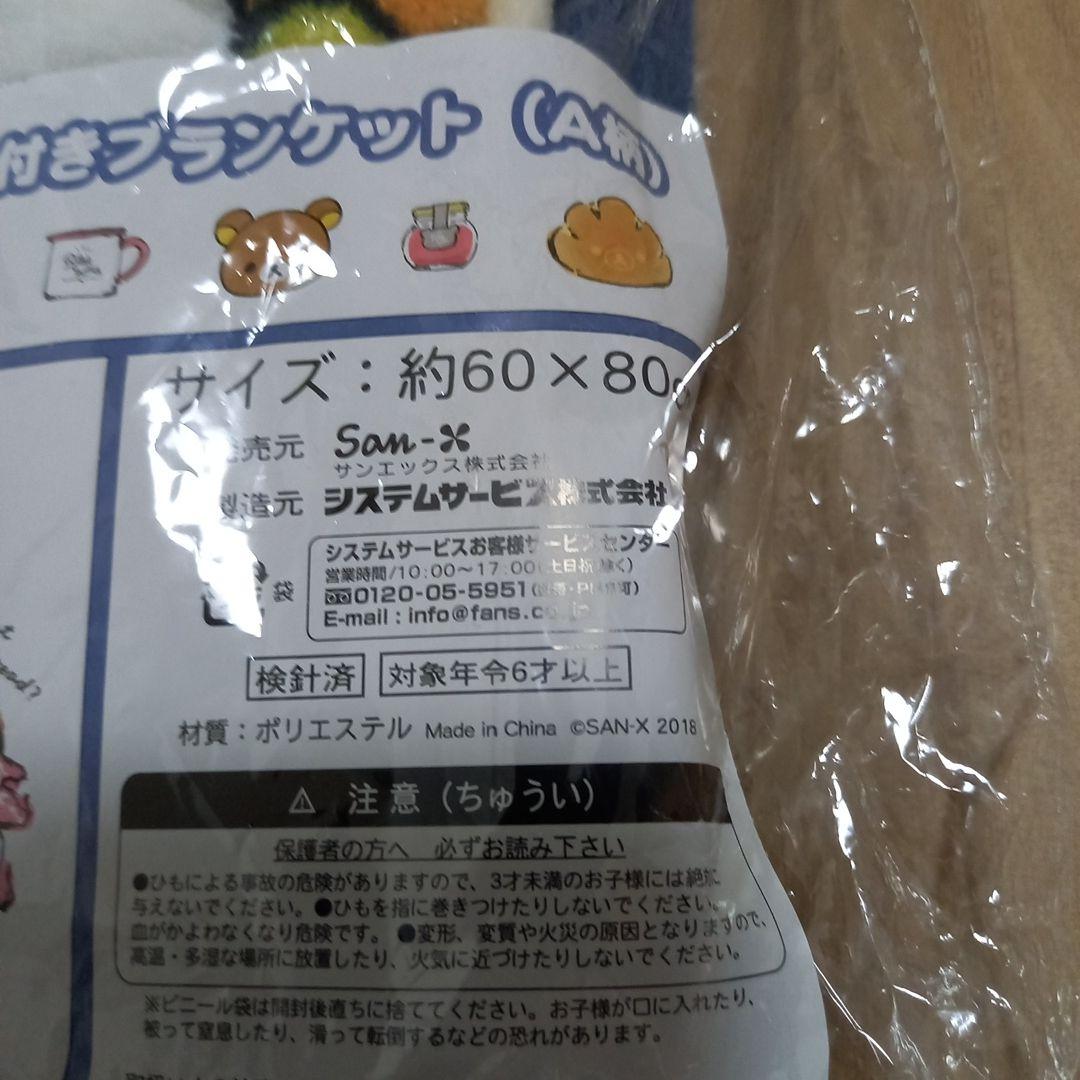 付きブランケット (A柄)
サイズ:約60×80
発売元 San-X
サンエックス株式会社
製造元 システムサービス株式会社
システムサービスお客様サービスセンター
営業時間/10:00～17:00(土日祝除く)
0120-05-5951
E-mail : info@fans.co
袋
検針済 対象年令6才以上
材質:ポリエステル Made in China ©SAN-X 2018
⚠ 注意 (ちゅうい)
保護者の方へ 必ずお読み下さい
●ひもによる事故の危険がありますので、3才未満のお子様には絶対に
与えないでください。●ひもを指に巻きつけたりしないでください。
血がかよわなくなり危険です。●変形、変質や火災の原因となりますので、
高温・多湿な場所に放置したり、火気に近づけたりしないでください。
※ビニール袋は開封後直ちに捨ててください。お子様が口に入れたり、
被って窒息したり、滑って転倒するなどの恐れがあります。